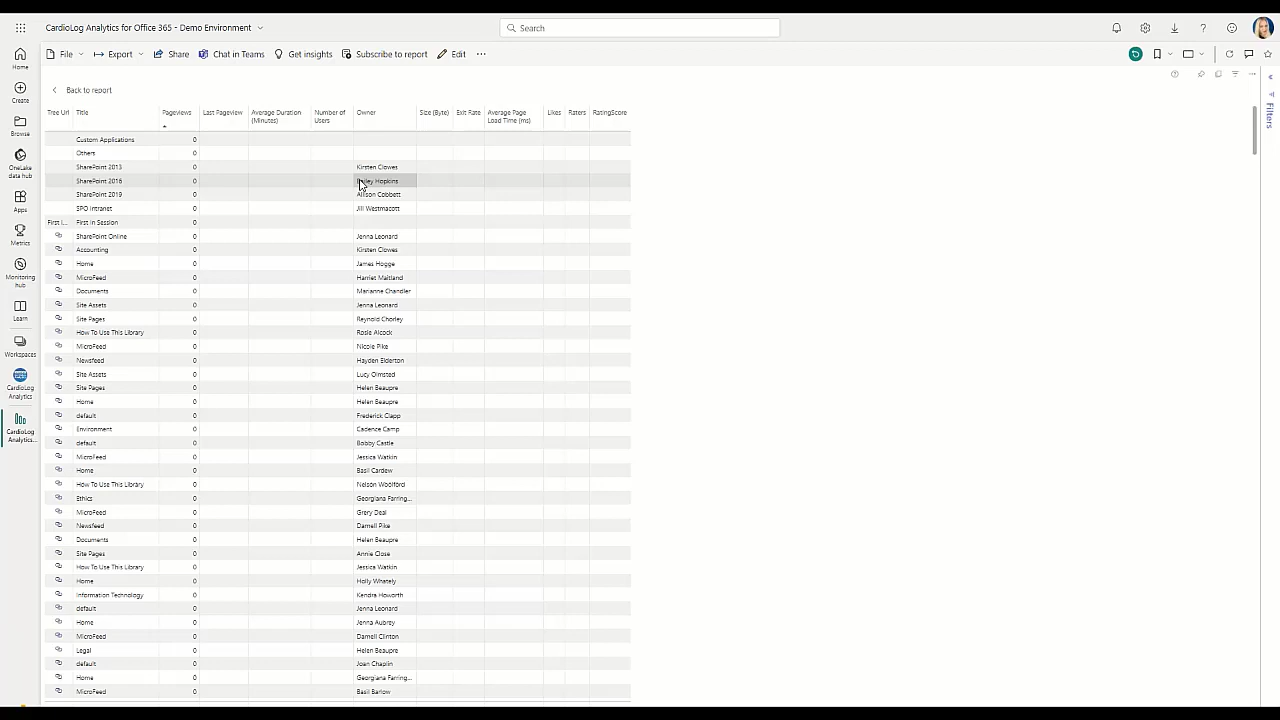 CardioLog Analytics for Office 365 - Demo Environment
Search
File Export Share Chat in Teams Get insights Subscribe to report Edit
Home
Create
Browse
OneLake data hub
Apps
Metrics
Monitoring hub
Learn
Workspaces
CardioLog Analytics
CardioLog Analytics...
Filters
Back to report
Tree Url Title Pageviews Last Pageview Average Duration (Minutes) Number of Users Owner Size (Byte) Exit Rate Average Page Load Time (ms) Likes Raters RatingScore
Custom Applications 0
Others 0
SharePoint 2013 0 Kirsten Clowes
SharePoint 2016 0 Hopkins
SharePoint 2019 0 Allison Cobbett
SPO Intranet 0 Jill Westmacott
First I... First In Session 0
SharePoint Online 0 Jenna Leonard
Accounting 0 Kirsten Clowes
Home 0 James Hogge
MicroFeed 0 Harriet Maitland
Documents 0 Marianne Chandler
Site Assets 0 Jenna Leonard
Site Pages 0 Reynold Chorley
How To Use This Library 0 Rosie Alcock
MicroFeed 0 Nicole Pike
Newsfeed 0 Hayden Elderton
Site Assets 0 Lucy Olmsted
Site Pages 0 Helen Beaupre
Home 0 Helen Beaupre
default 0 Frederick Clapp
Environment 0 Cadence Camp
default 0 Bobby Castle
MicroFeed 0 Jessica Watkin
Home 0 Basil Cardew
How To Use This Library 0 Nelson Woolford
Ethics 0 Georgiana Farring...
MicroFeed 0 Grery Deal
Newsfeed 0 Darnell Pike
Documents 0 Helen Beaupre
Site Pages 0 Annie Close
How To Use This Library 0 Jessica Watkin
Home 0 Holly Whately
Information Technology 0 Kendra Howorth
default 0 Jenna Leonard
Home 0 Jenna Aubrey
MicroFeed 0 Darnell Clinton
Legal 0 Helen Beaupre
default 0 Joan Chaplin
Home 0 Georgiana Farring...
MicroFeed 0 Basil Barlow